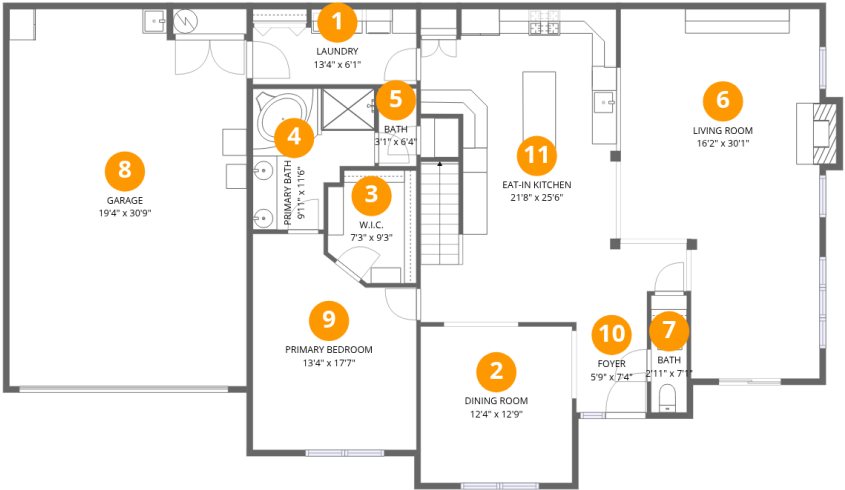 1
LAUNDRY
13'4" x 6'1"
5
BATH
3'1" x 6'4"
6
LIVING ROOM
16'2" x 30'1"
4
PRIMARY BATH
9'11" x 11'6"
11
EAT-IN KITCHEN
21'8" x 25'6"
8
GARAGE
19'4" x 30'9"
3
W.I.C.
7'3" x 9'3"
9
PRIMARY BEDROOM
13'4" x 17'7"
10
FOYER
5'9" x 7'4"
7
BATH
2'11" x 7'1"
2
DINING ROOM
12'4" x 12'9"